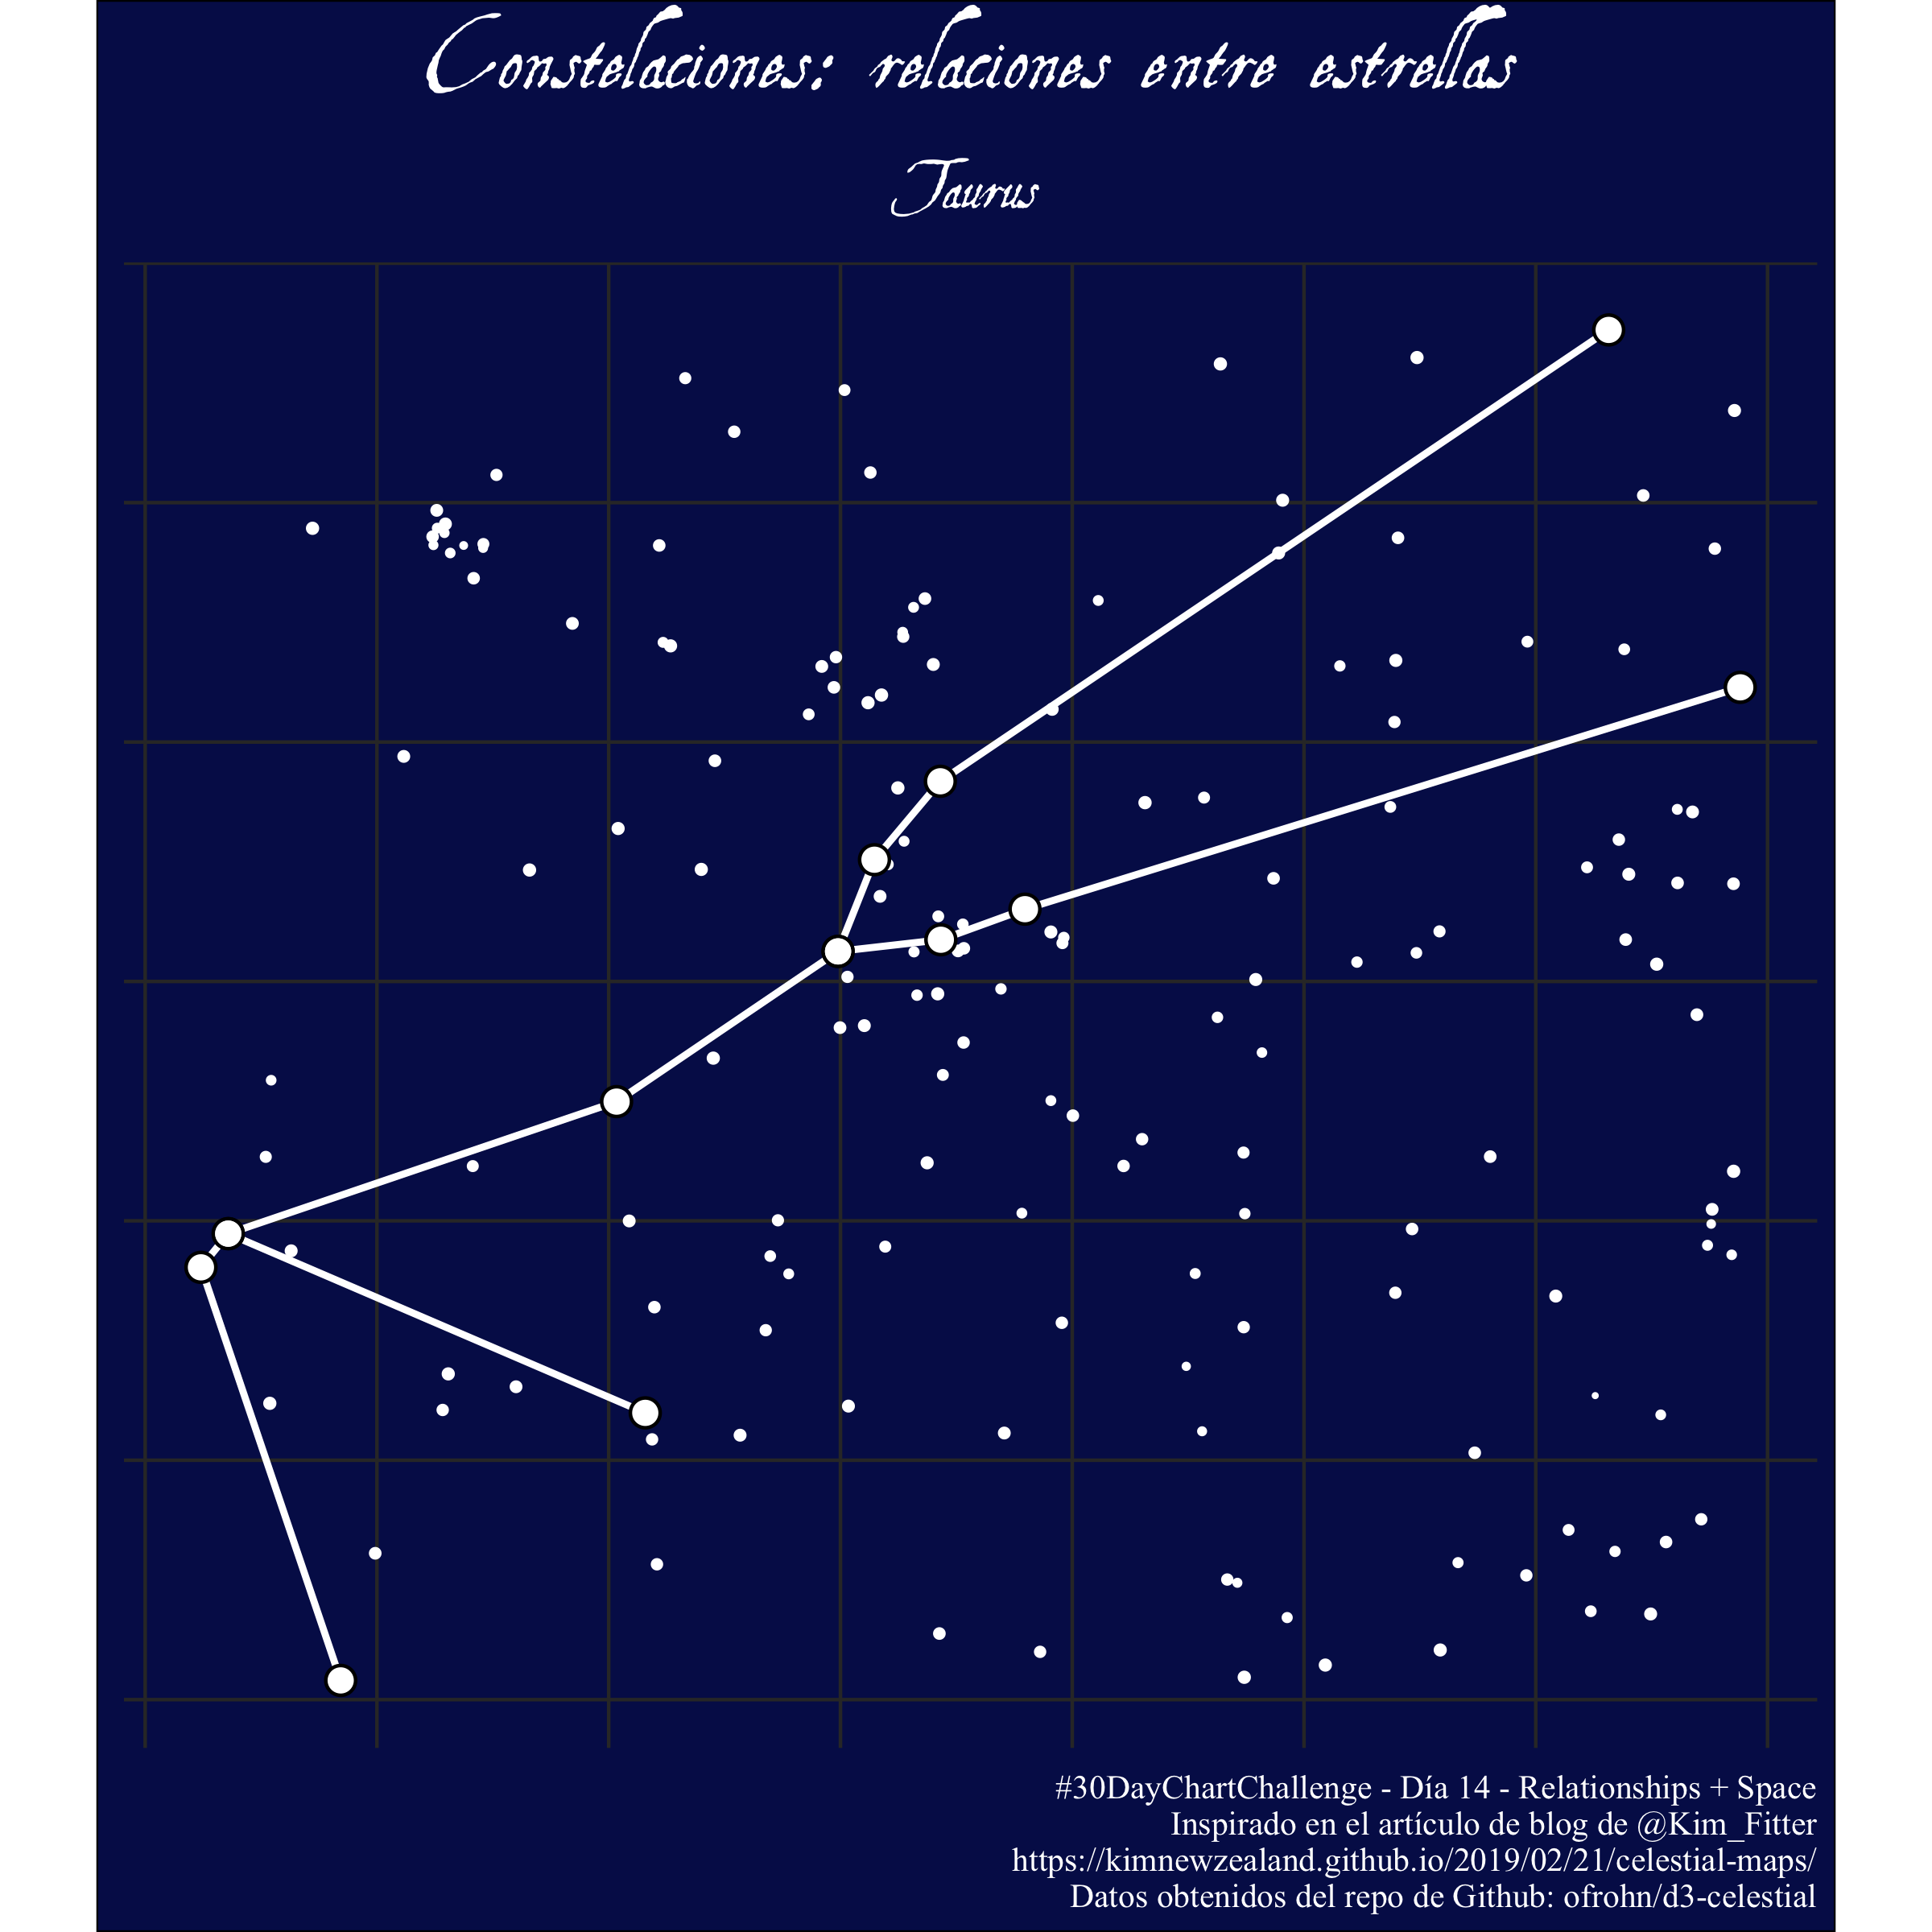 Constelaciones: relaciones entre estrellas
Taurus
#30DayChartChallenge - Día 14 - Relationships + Space
Inspirado en el artículo de blog de @Kim_Fitter
https://kimnewzealand.github.io/2019/02/21/celestial-maps/
Datos obtenidos del repo de Github: ofrohn/d3-celestial